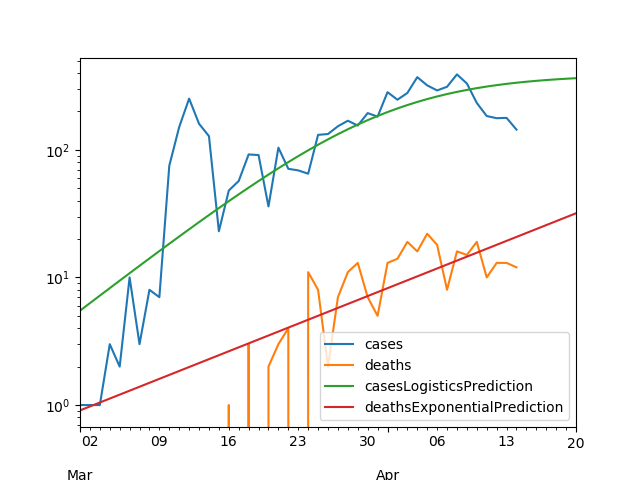 10²
10¹
10⁰
cases
deaths
casesLogisticsPrediction
deathsExponentialPrediction
02 09 16 23 30 06 13 20
Mar Apr